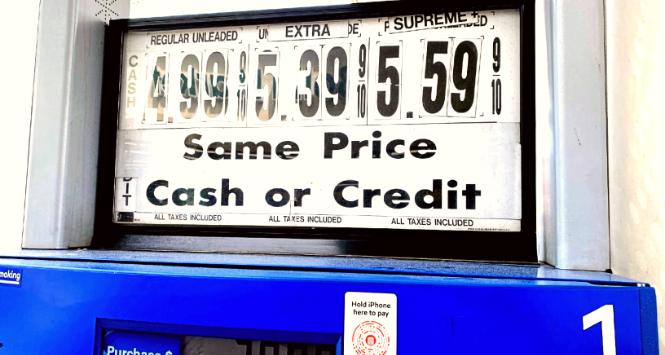 REGULAR UNLEADED
EXTRA
SUPREME+
CASH
4.99 9/10
5.39 9/10
5.59 9/10
Same Price
Cash or Credit
ALL TAXES INCLUDED
ALL TAXES INCLUDED
ALL TAXES INCLUDED
Hold iPhone
here to pay
1
Purchase $